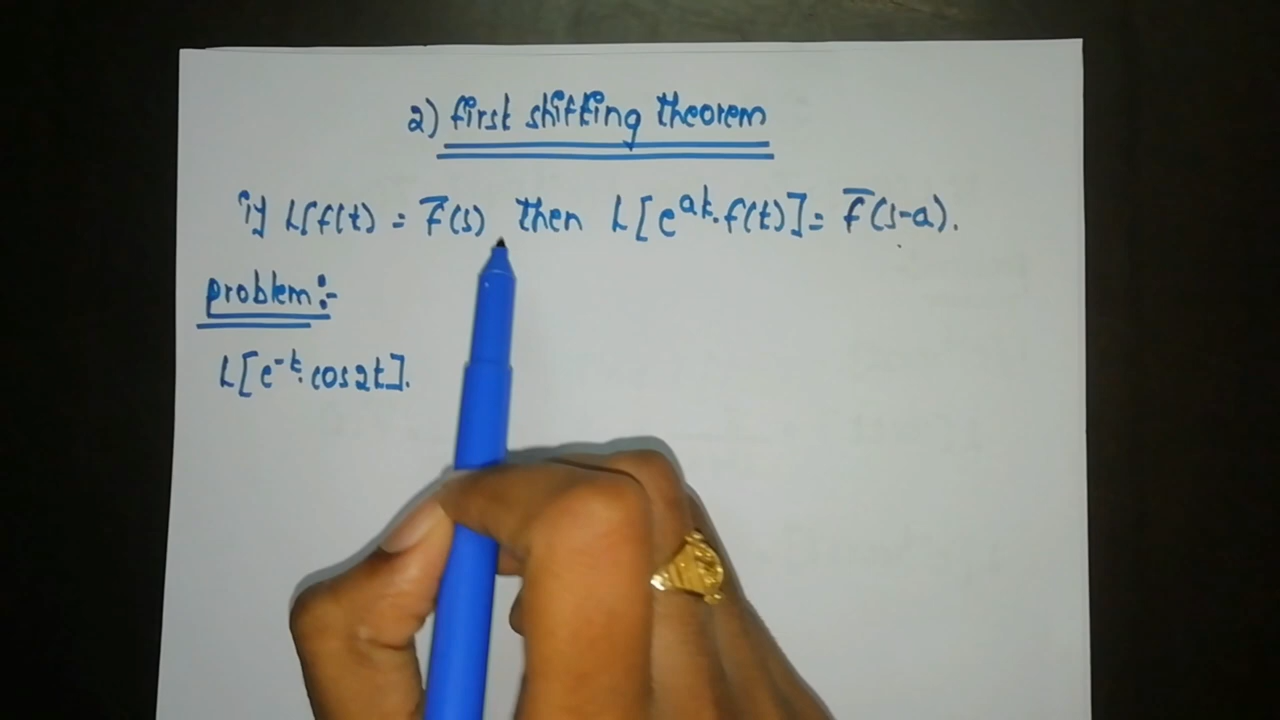 2) first shifting theorem
if L[f(t) = f̅(s) then L[e^{at}.f(t)] = f̅(s-a).
problem:-
L[e^{-t}.cos2t].